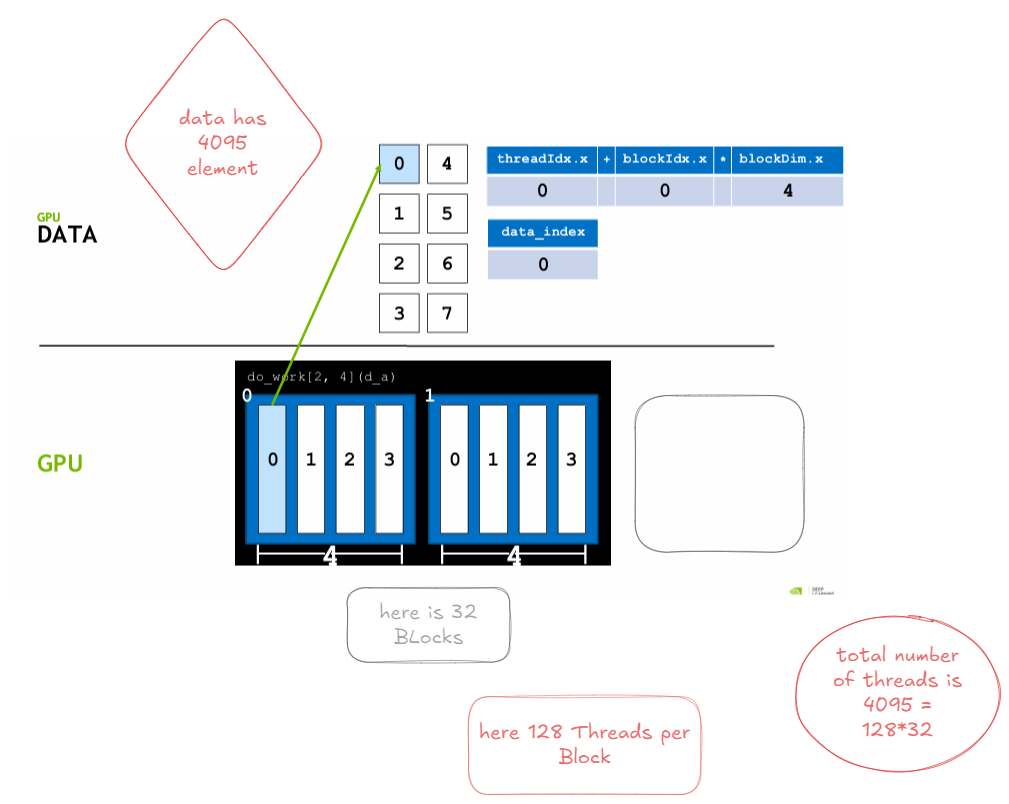 data has
4095
element
GPU
DATA
0 4
1 5
2 6
3 7
threadIdx.x + blockIdx.x * blockDim.x
0 0 4
data_index
0
do_work[2, 4](d_a)
0 1
GPU
0 1 2 3 0 1 2 3
4 4
DEEP
LEARNING
here is 32
BLocks
here 128 Threads per
Block
total number
of threads is
4095 =
128*32